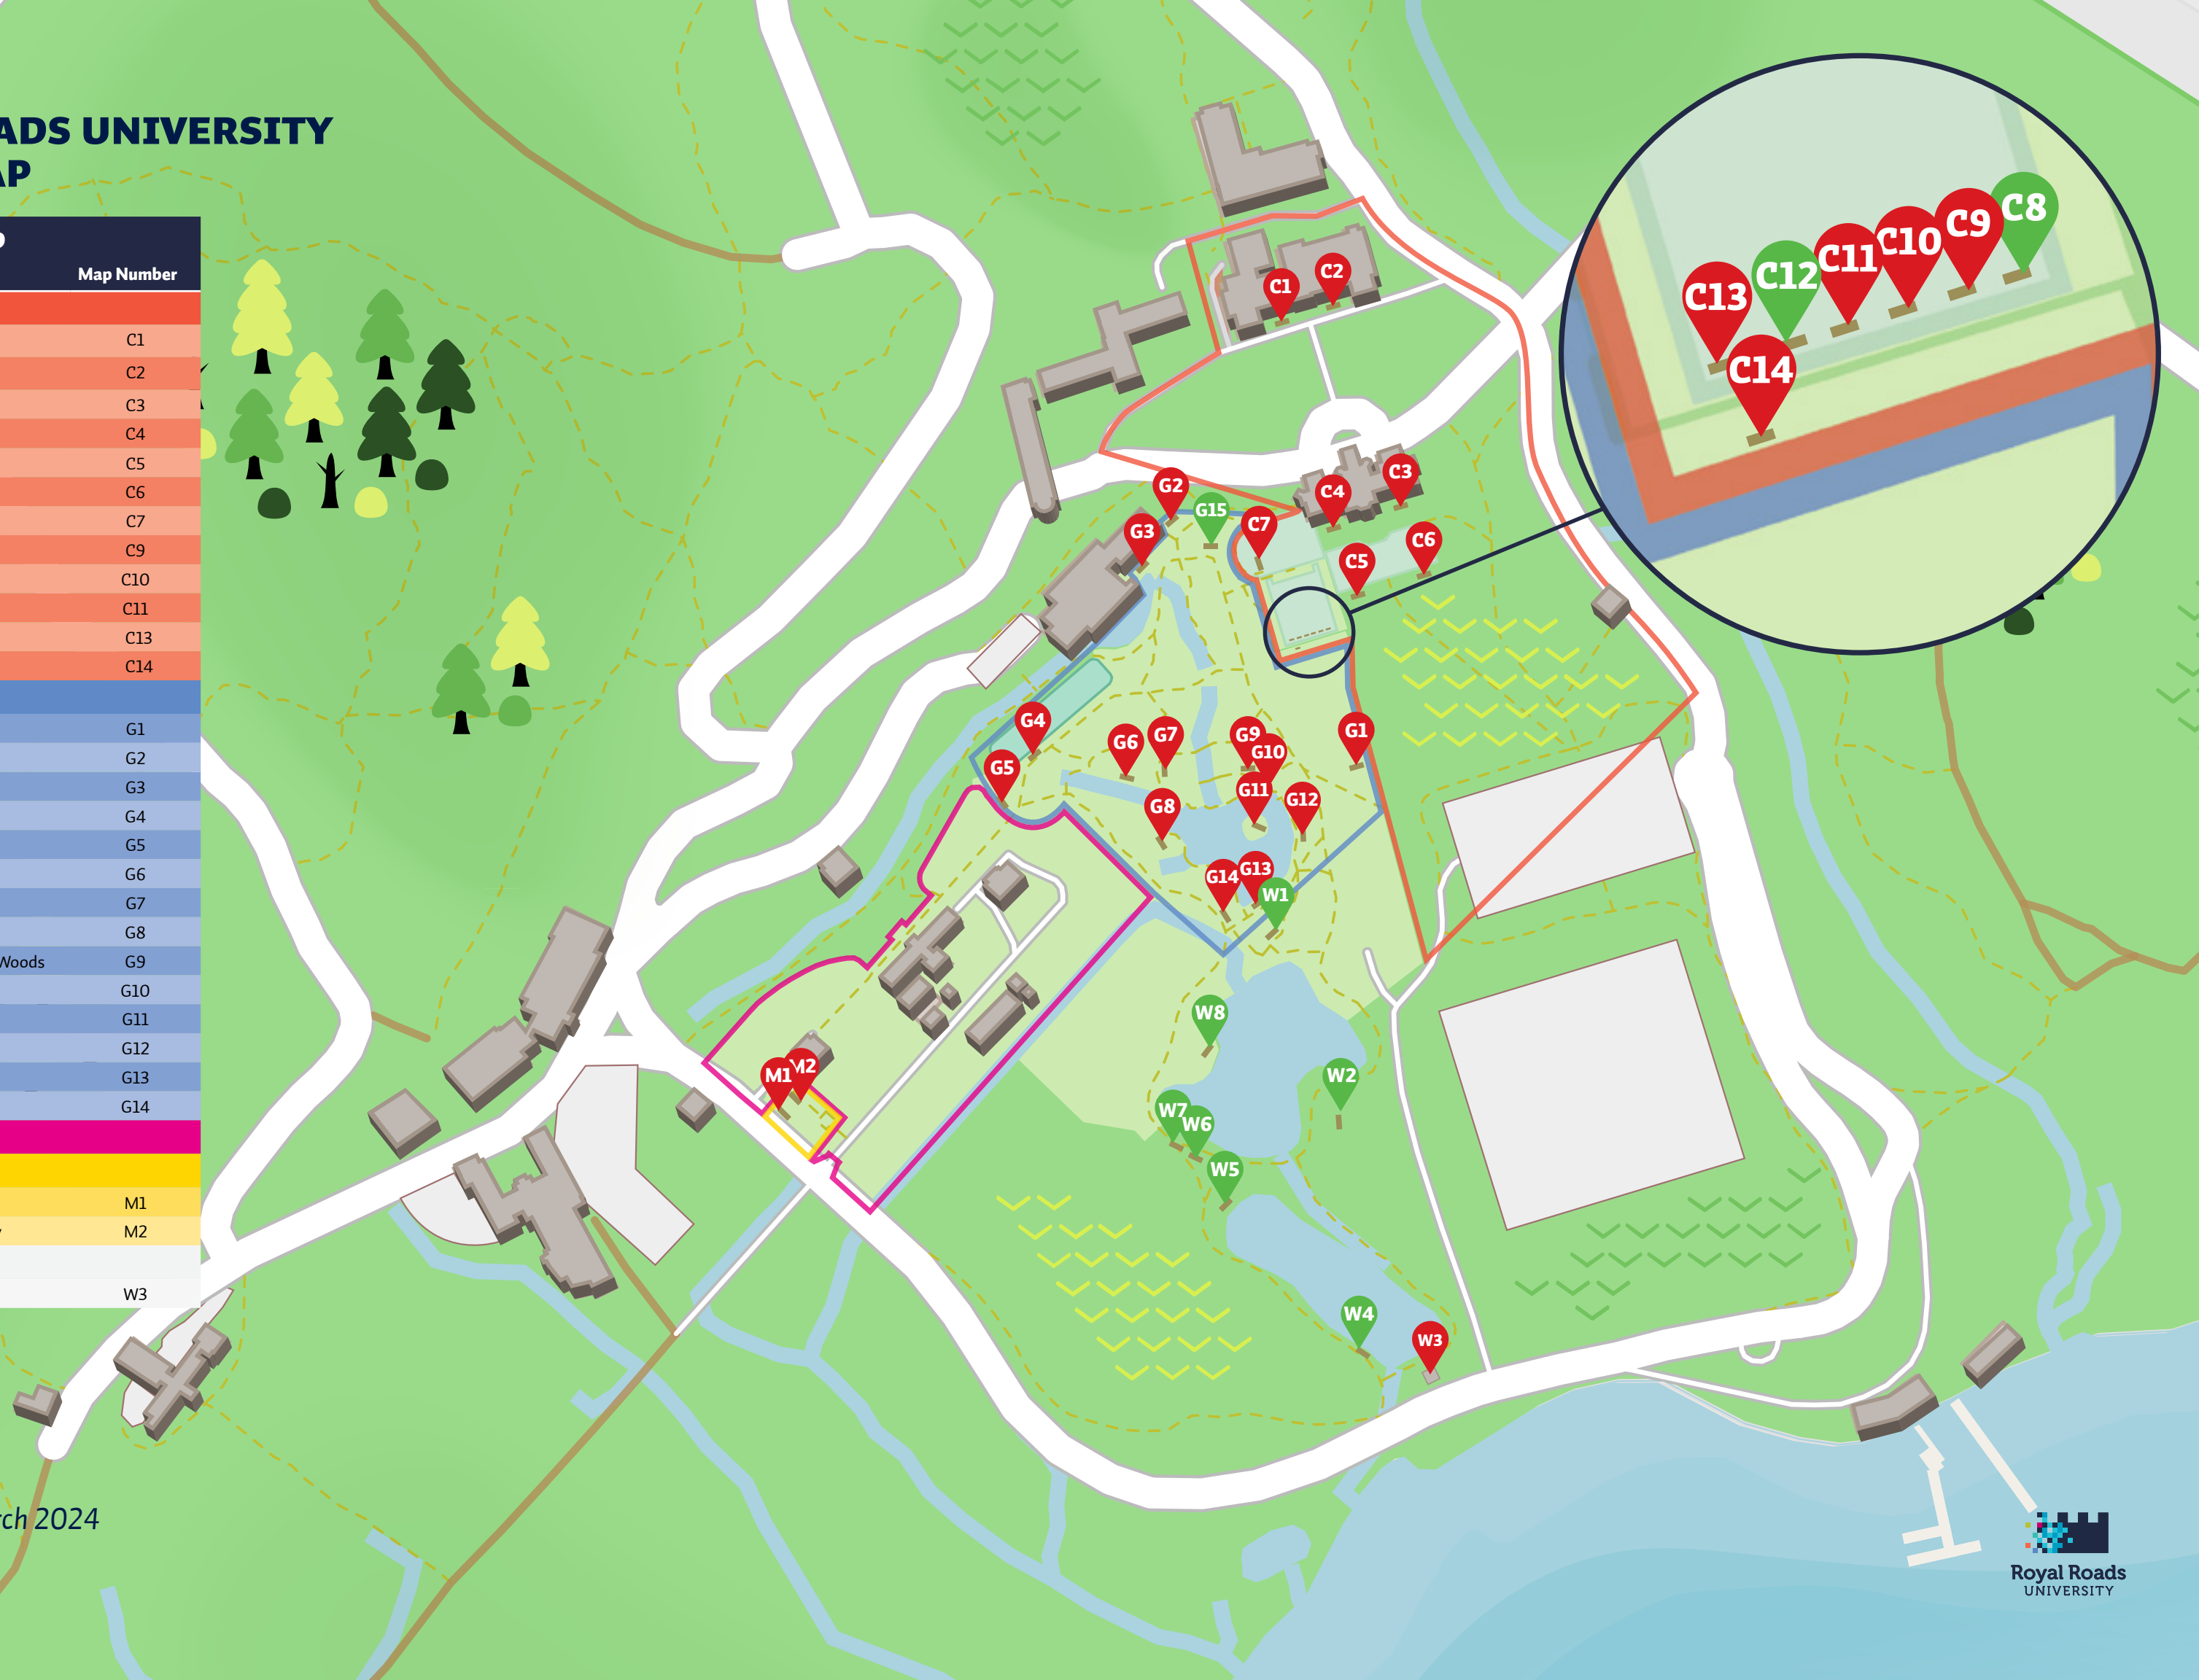 ADS UNIVERSITY
AP
P
Map Number
C1
C2
C3
C4
C5
C6
C7
C9
C10
C11
C13
C14
G1
G2
G3
G4
G5
G6
G7
G8
Woods G9
G10
G11
G12
G13
G14
M1
M2
W3
rch 2024
C1
C2
C3
C4
C5
C6
C7
G2
G15
G3
G4
G5
G6
G7
G9
G10
G1
G8
G11
G12
G14
G13
W1
W8
W2
W7
W6
W5
W4
W3
M1
M2
C13
C12
C11
C10
C9
C8
C14
Royal Roads
UNIVERSITY